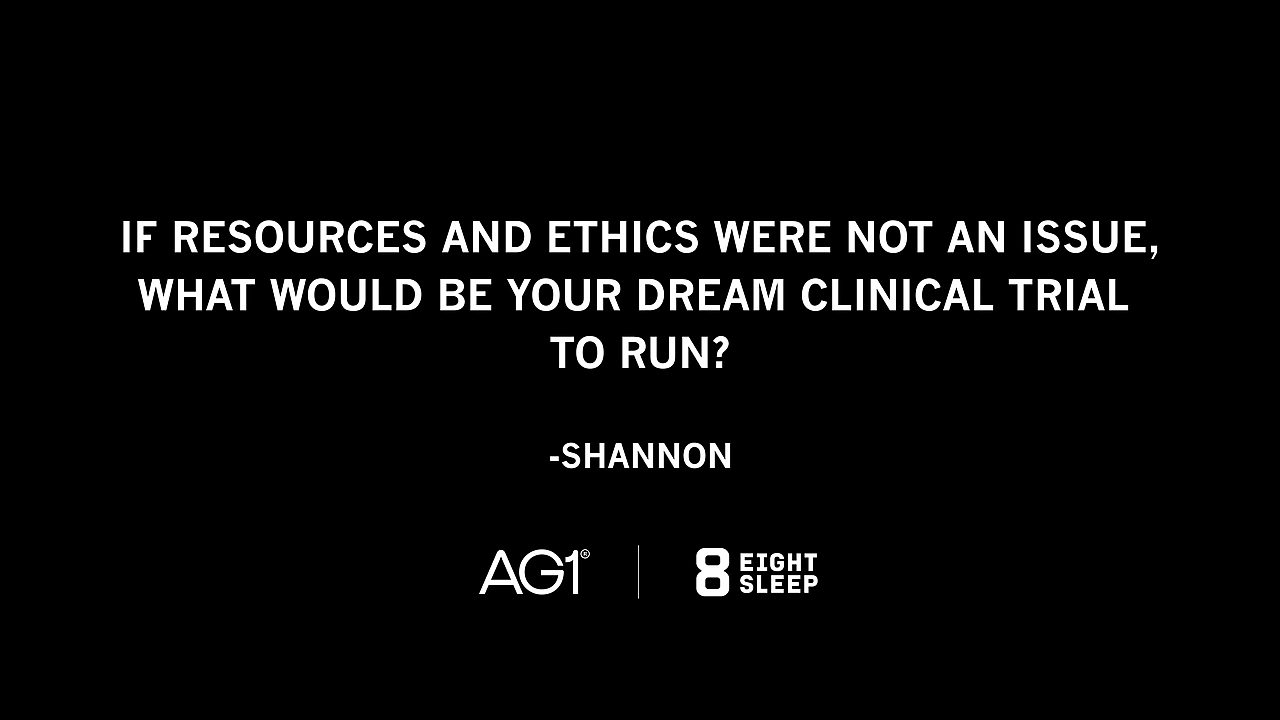 IF RESOURCES AND ETHICS WERE NOT AN ISSUE,
WHAT WOULD BE YOUR DREAM CLINICAL TRIAL
TO RUN?
-SHANNON
AG1®
8 EIGHT
SLEEP